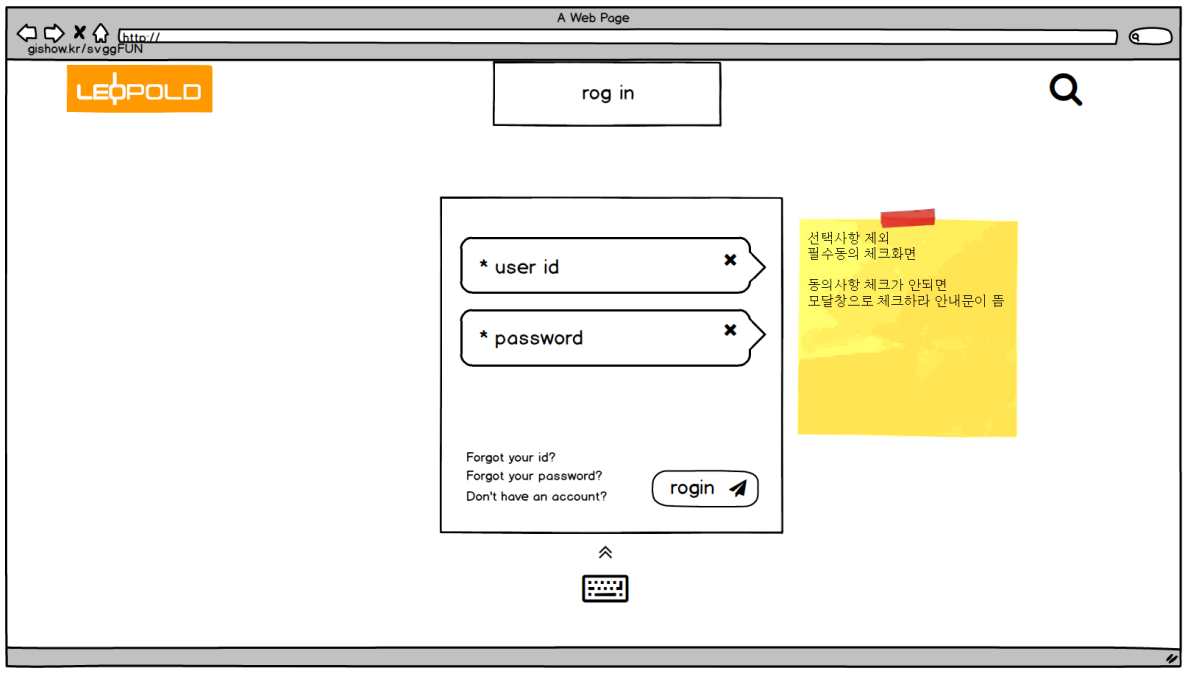 A Web Page
http://
gishow.kr/svggFUN
LEOPOLD
rog in
* user id
* password
Forgot your id?
Forgot your password?
Don't have an account?
rogin
선택사항 제외
필수동의 체크화면
동의사항 체크가 안되면
모달창으로 체크하라 안내문이 뜸